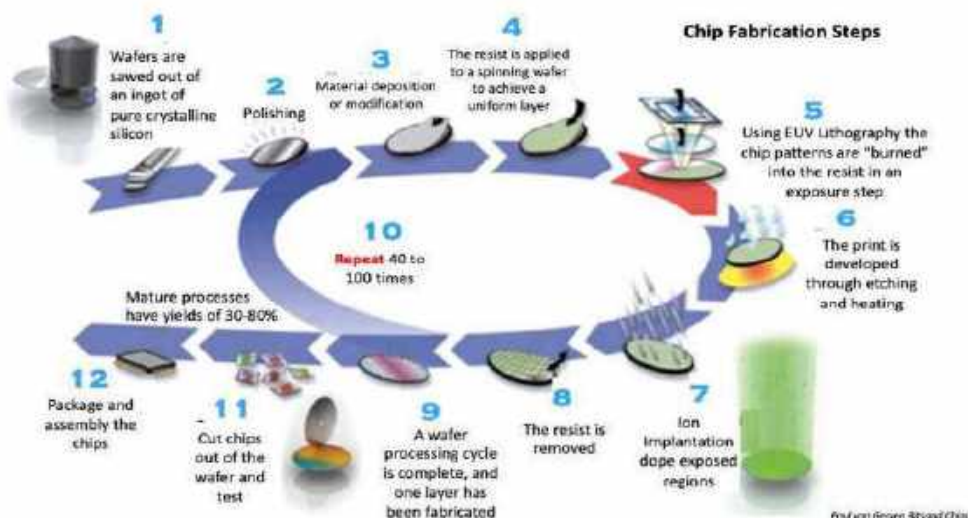 Chip Fabrication Steps
1
Wafers are
sawed out of
an ingot of
pure crystalline
silicon
2
Polishing
3
Material deposition
or modification
4
The resist is applied
to a spinning wafer
to achieve a
uniform layer
5
Using EUV Lithography the
chip patterns are "burned"
into the resist in an
exposure step
6
The print is
developed
through etching
and heating
7
Ion
Implantation
dope exposed
regions
8
The resist is
removed
9
A wafer
processing cycle
is complete, and
one layer has
been fabricated
10
Repeat 40 to
100 times
11
Cut chips
out of the
wafer and
test
Mature processes
have yields of 30-80%
12
Package and
assembly the
chips